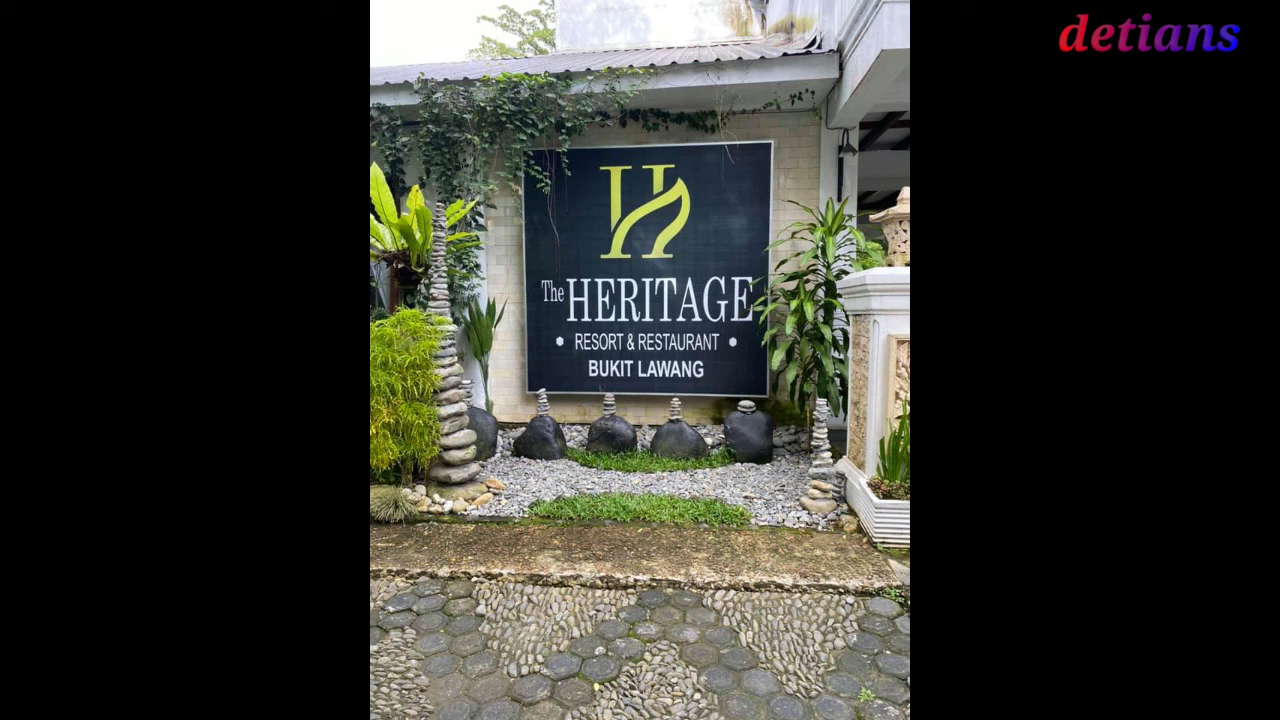 detians
H
The HERITAGE
• RESORT & RESTAURANT •
BUKIT LAWANG